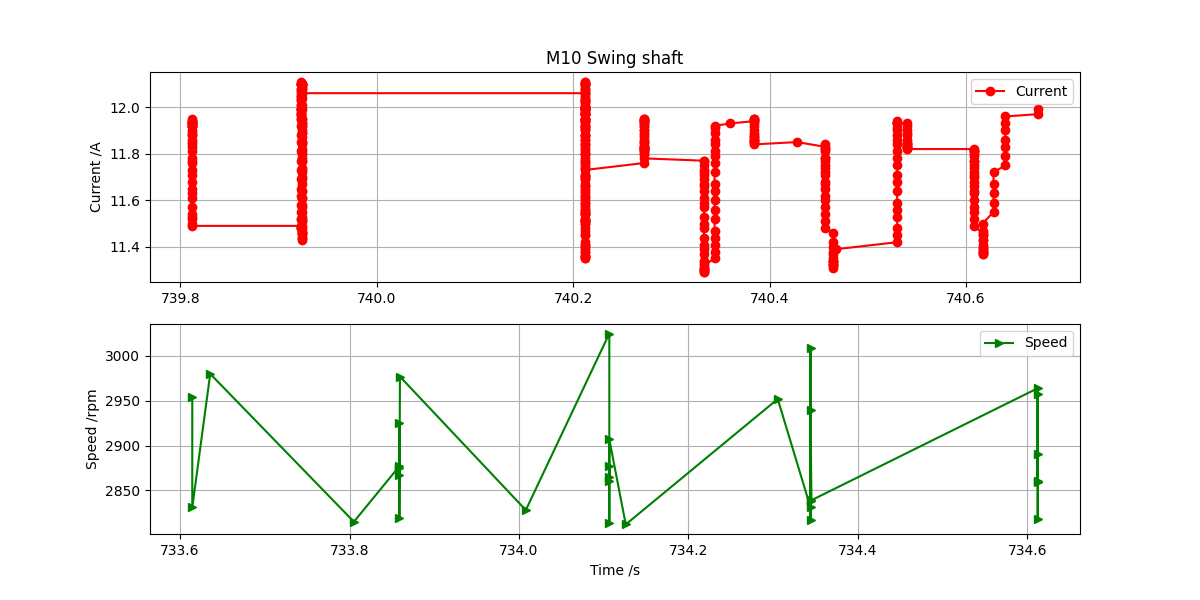 M10 Swing shaft
Current /A
12.0
11.8
11.6
11.4
Current
739.8 740.0 740.2 740.4 740.6
Speed /rpm
3000
2950
2900
2850
Speed
733.6 733.8 734.0 734.2 734.4 734.6
Time /s